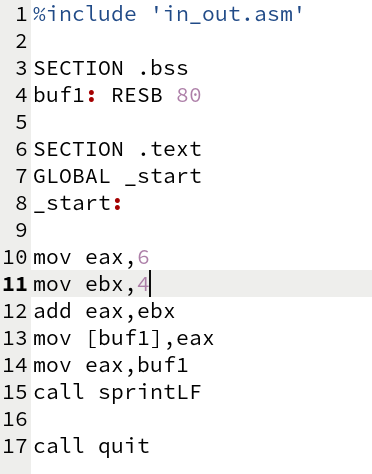 1 %include 'in_out.asm'
2
3 SECTION .bss
4 buf1: RESB 80
5
6 SECTION .text
7 GLOBAL _start
8 _start:
9
10 mov eax,6
11 mov ebx,4
12 add eax,ebx
13 mov [buf1],eax
14 mov eax,buf1
15 call sprintLF
16
17 call quit